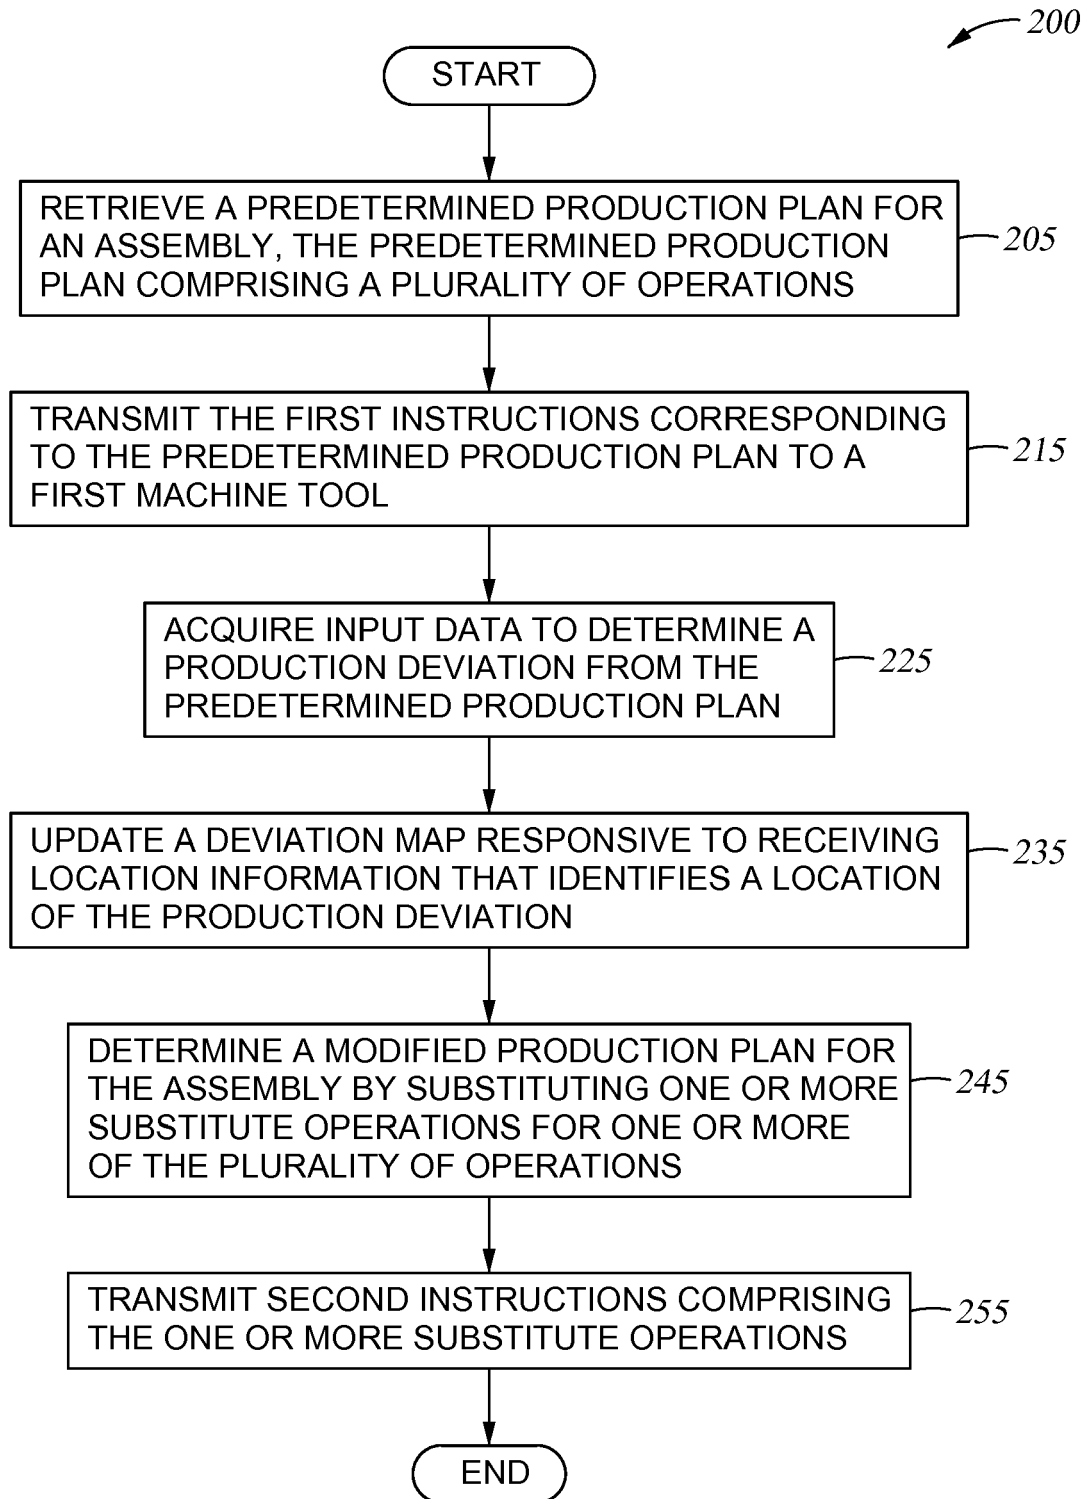 200
START
RETRIEVE A PREDETERMINED PRODUCTION PLAN FOR
AN ASSEMBLY, THE PREDETERMINED PRODUCTION
PLAN COMPRISING A PLURALITY OF OPERATIONS
205
TRANSMIT THE FIRST INSTRUCTIONS CORRESPONDING
TO THE PREDETERMINED PRODUCTION PLAN TO A
FIRST MACHINE TOOL
215
ACQUIRE INPUT DATA TO DETERMINE A
PRODUCTION DEVIATION FROM THE
PREDETERMINED PRODUCTION PLAN
225
UPDATE A DEVIATION MAP RESPONSIVE TO RECEIVING
LOCATION INFORMATION THAT IDENTIFIES A LOCATION
OF THE PRODUCTION DEVIATION
235
DETERMINE A MODIFIED PRODUCTION PLAN FOR
THE ASSEMBLY BY SUBSTITUTING ONE OR MORE
SUBSTITUTE OPERATIONS FOR ONE OR MORE
OF THE PLURALITY OF OPERATIONS
245
TRANSMIT SECOND INSTRUCTIONS COMPRISING
THE ONE OR MORE SUBSTITUTE OPERATIONS
255
END